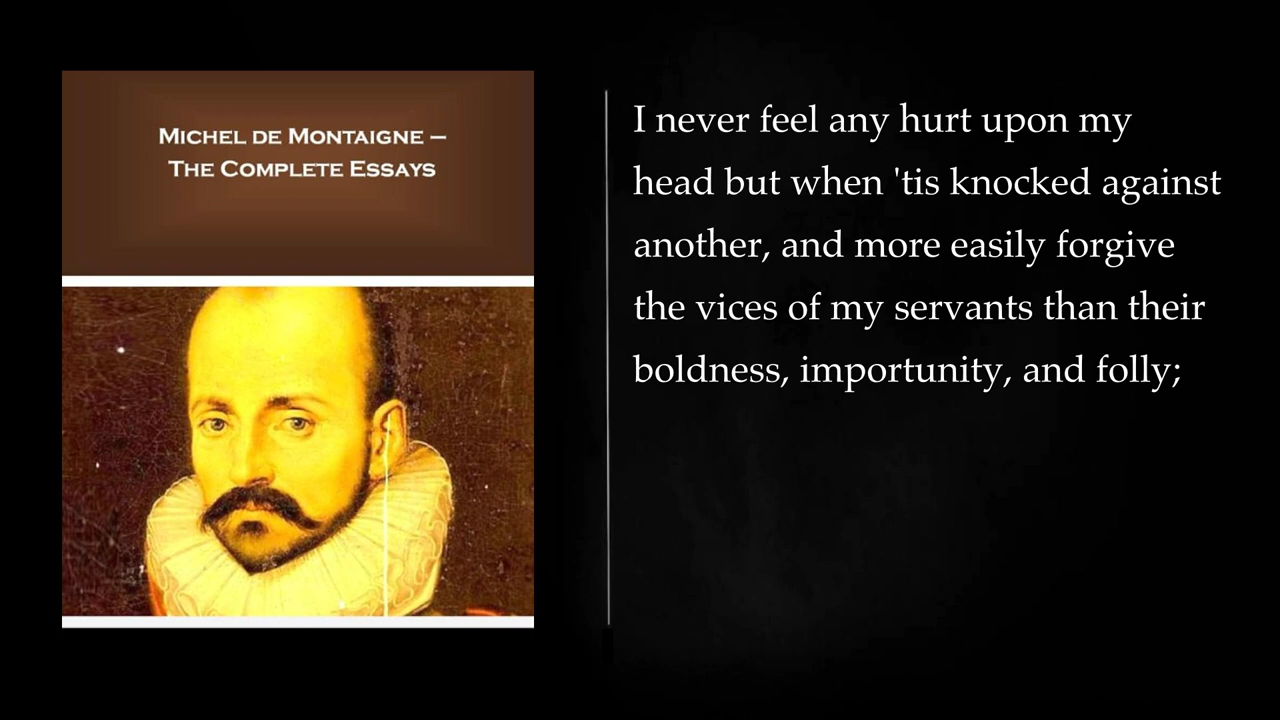 MICHEL DE MONTAIGNE –
THE COMPLETE ESSAYS
I never feel any hurt upon my
head but when 'tis knocked against
another, and more easily forgive
the vices of my servants than their
boldness, importunity, and folly;